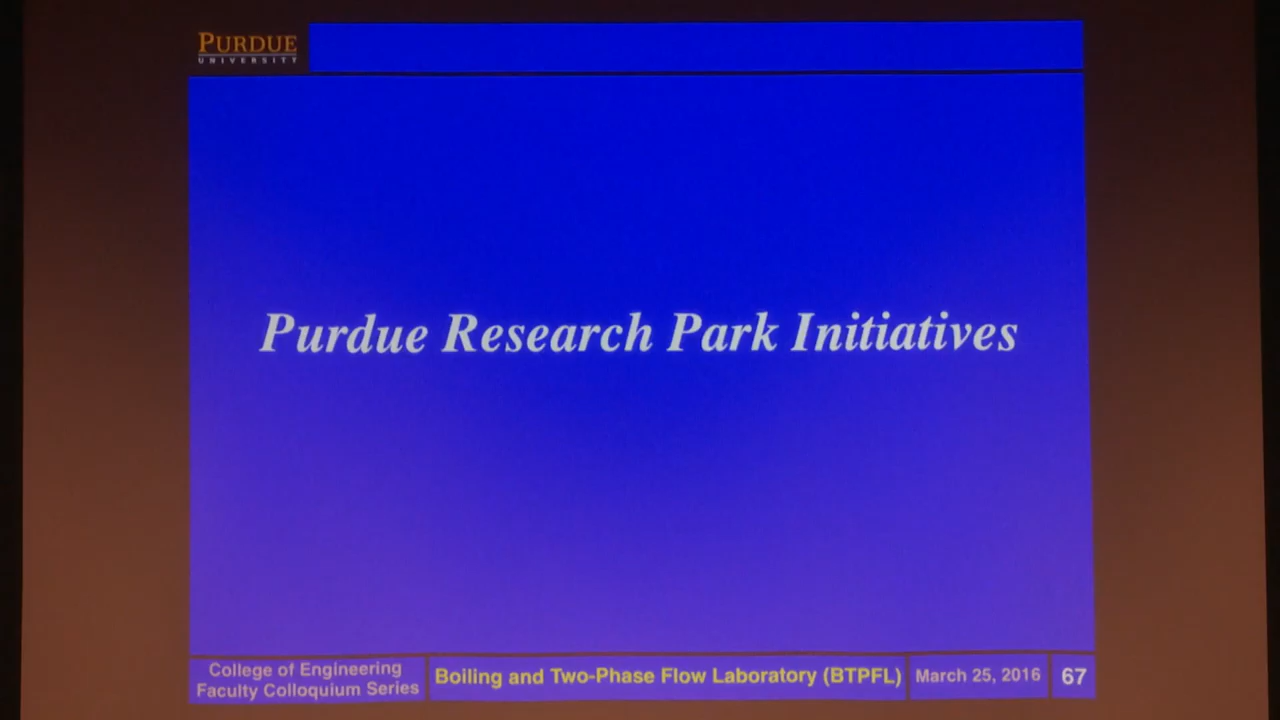 PURDUE
UNIVERSITY
Purdue Research Park Initiatives
College of Engineering
Faculty Colloquium Series
Boiling and Two-Phase Flow Laboratory (BTPFL)
March 25, 2016
67